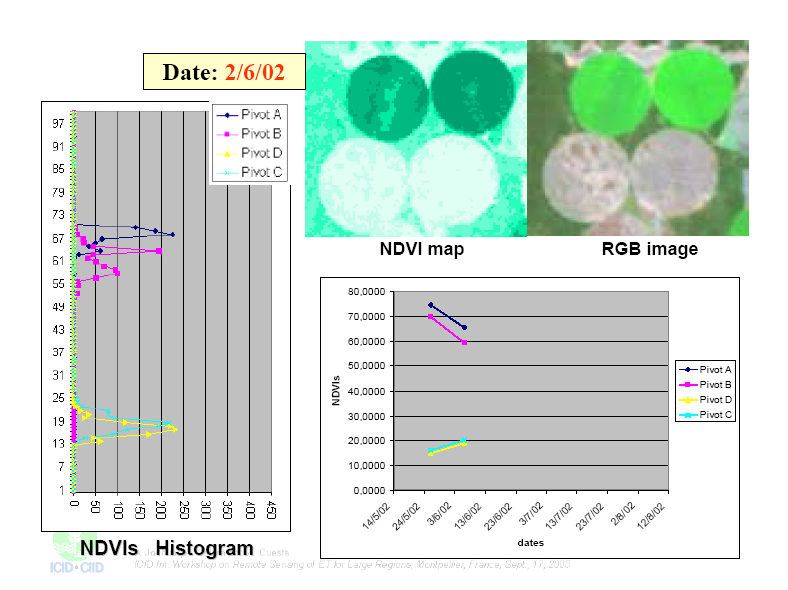 Date: 2/6/02
Pivot A
Pivot B
Pivot D
Pivot C
97
91
85
79
73
67
61
55
49
43
37
31
25
19
13
7
1
0
50
100
150
200
250
300
350
400
450
NDVIs Histogram
NDVI map
RGB image
80,0000
70,0000
60,0000
50,0000
40,0000
30,0000
20,0000
10,0000
0,0000
NDVIs
14/5/02
24/5/02
3/6/02
13/6/02
23/6/02
3/7/02
13/7/02
23/7/02
2/8/02
12/8/02
dates
Pivot A
Pivot B
Pivot D
Pivot C
Cuesta
ICID Int. Workshop on Remote Sensing of ET for Large Regions, Montpellier, France, Sept., 17, 2003
ICID•CIID